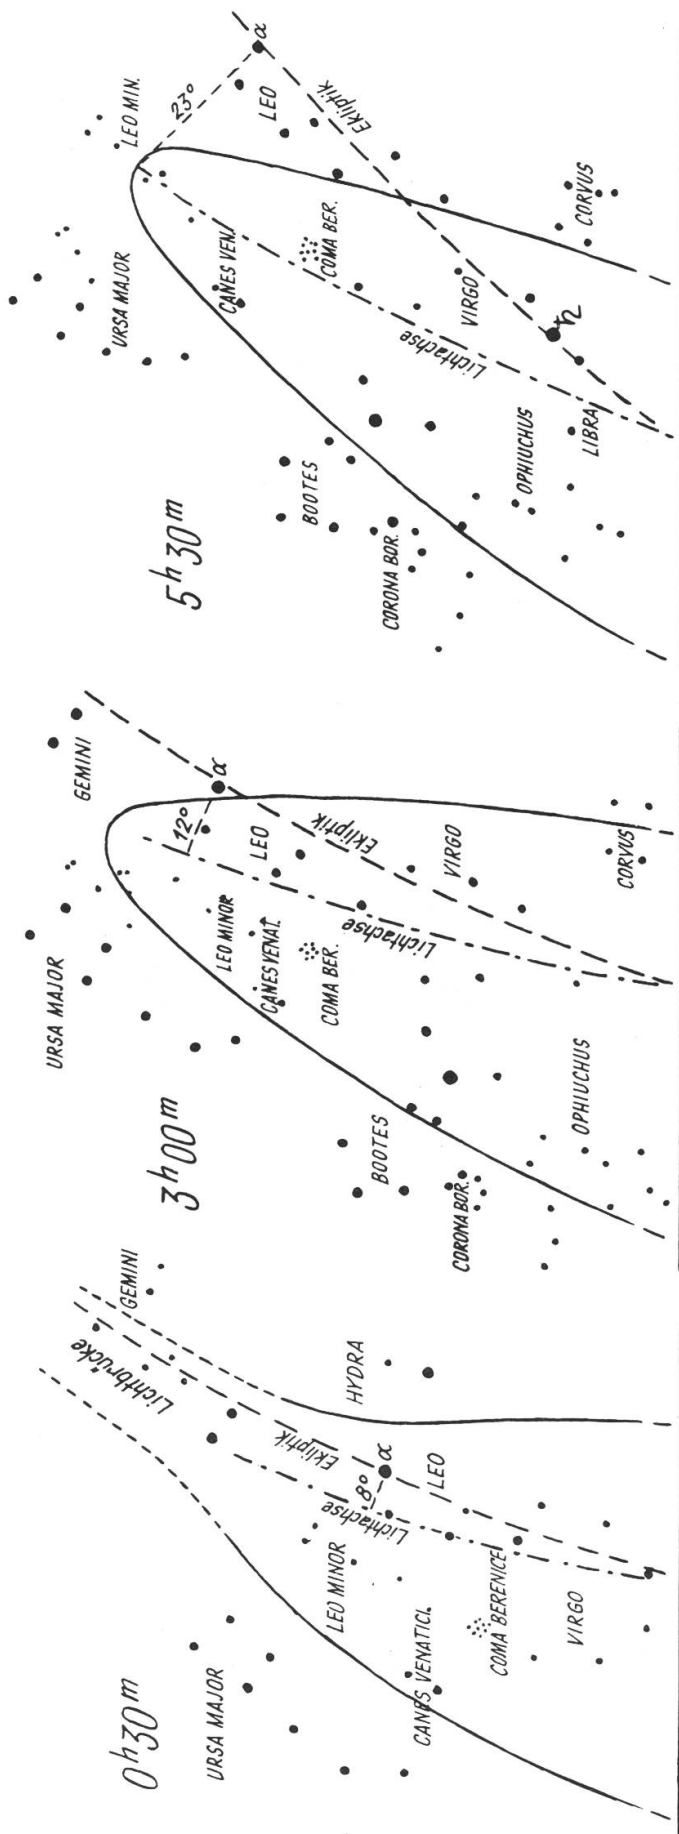 0ʰ30ᵐ
URSA MAJOR
Lichtbrücke
GEMINI
HYDRA
Ekliptik
Lichtachse
8°
α
LEO
LEO MINOR
CANES VENATICI.
COMA BERENICE
VIRGO
3ʰ00ᵐ
URSA MAJOR
GEMINI
α
12°
LEO
Ekliptik
LEO MINOR
CANES VENAT.
COMA BER.
Lichtachse
VIRGO
CORVUS
BOOTES
CORONA BOR.
OPHIUCHUS
5ʰ30ᵐ
URSA MAJOR
LEO MIN.
23°
α
LEO
Ekliptik
CANES VEN.
COMA BER.
VIRGO
CORVUS
Lichtachse
♄
BOOTES
CORONA BOR.
OPHIUCHUS
LIBRA